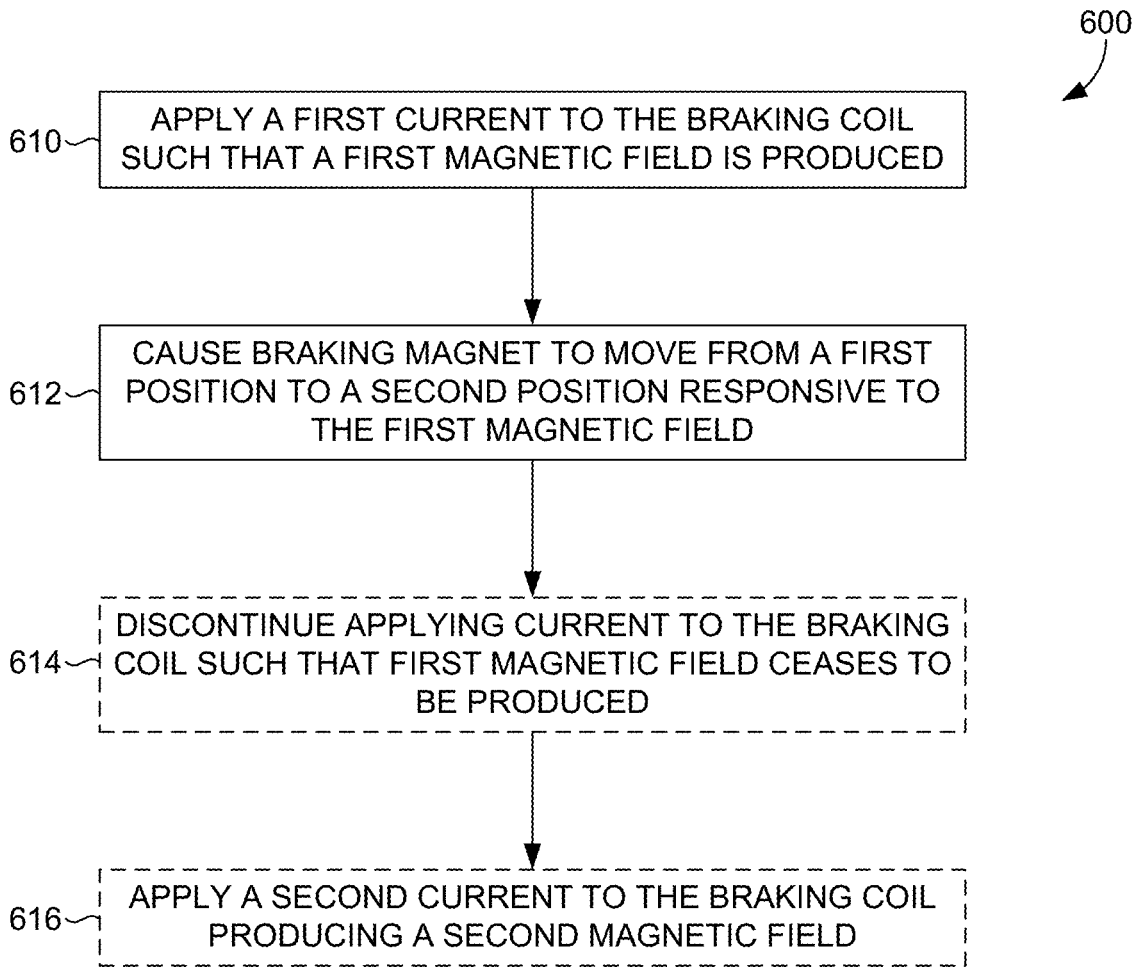 600
610
APPLY A FIRST CURRENT TO THE BRAKING COIL
SUCH THAT A FIRST MAGNETIC FIELD IS PRODUCED
612
CAUSE BRAKING MAGNET TO MOVE FROM A FIRST
POSITION TO A SECOND POSITION RESPONSIVE TO
THE FIRST MAGNETIC FIELD
614
DISCONTINUE APPLYING CURRENT TO THE BRAKING
COIL SUCH THAT FIRST MAGNETIC FIELD CEASES TO
BE PRODUCED
616
APPLY A SECOND CURRENT TO THE BRAKING COIL
PRODUCING A SECOND MAGNETIC FIELD